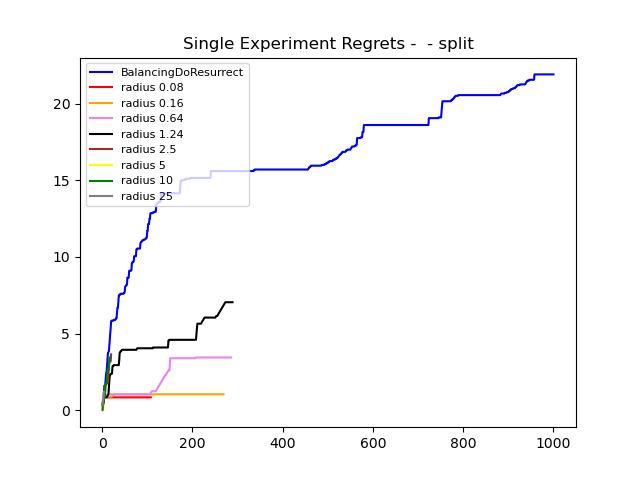 Single Experiment Regrets -  - split
BalancingDoResurrect
radius 0.08
radius 0.16
radius 0.64
radius 1.24
radius 2.5
radius 5
radius 10
radius 25
20
15
10
5
0
0 200 400 600 800 1000